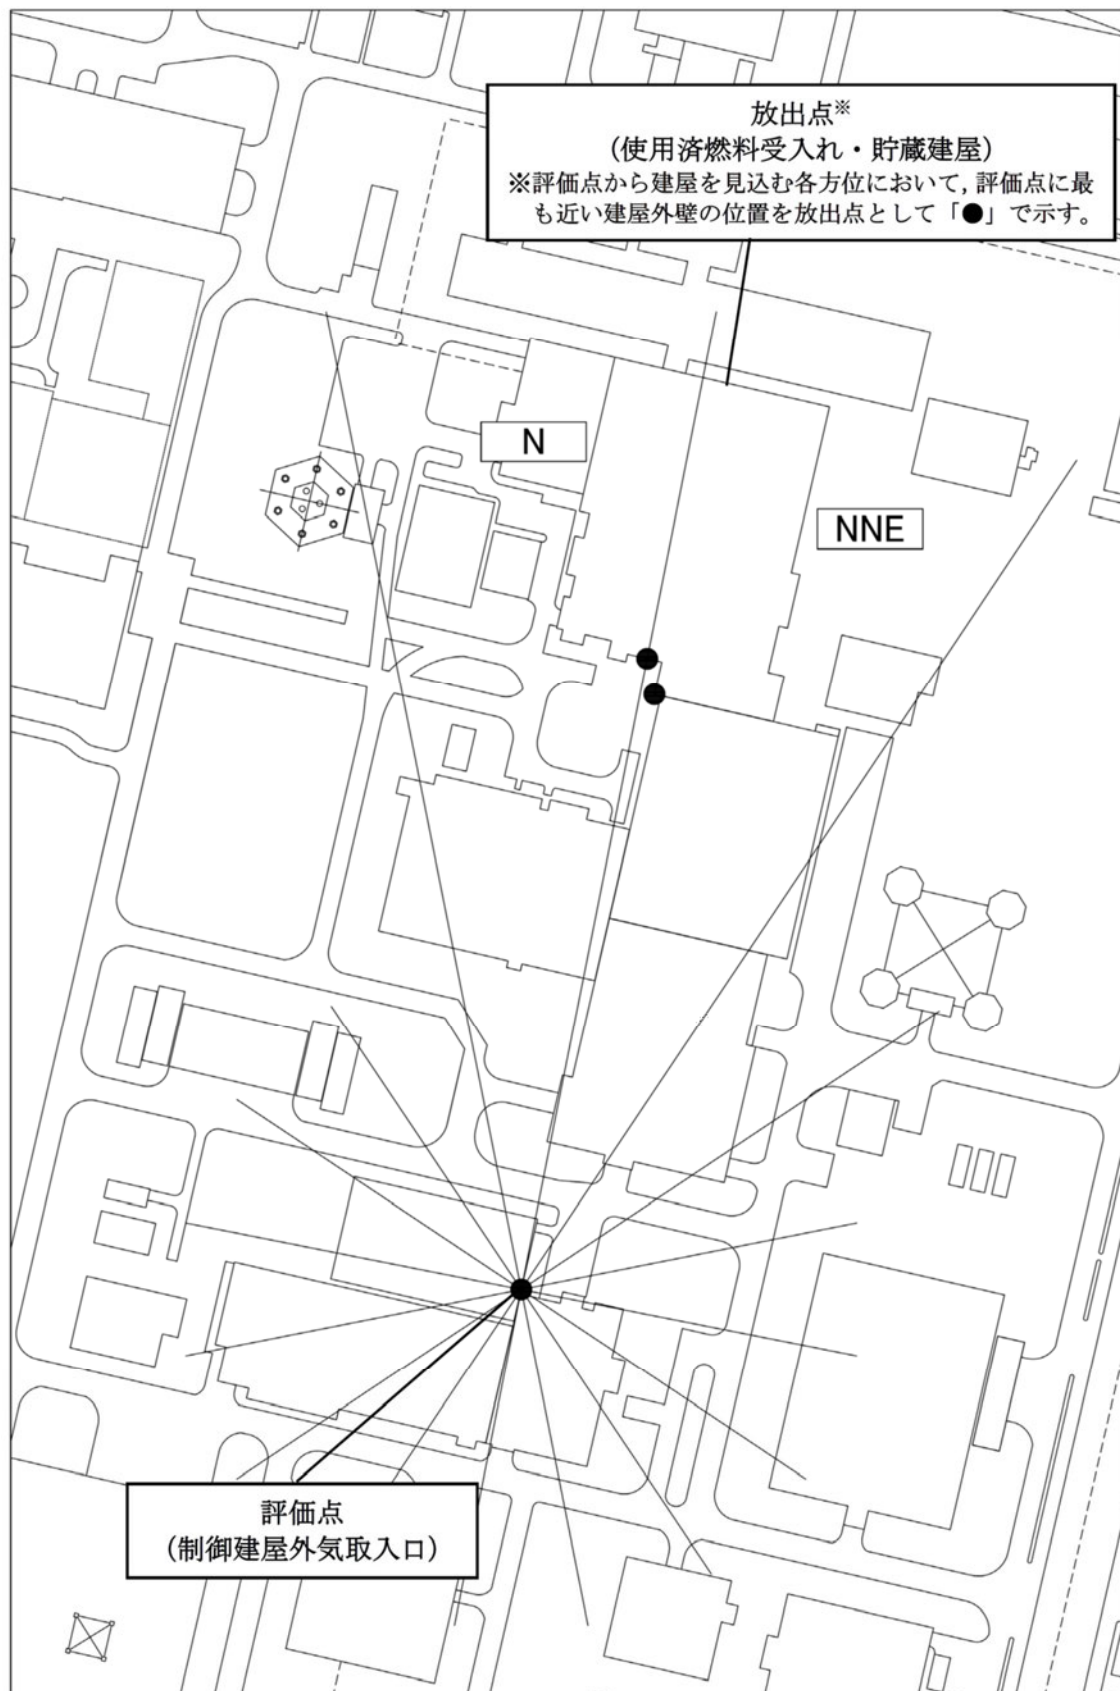 放出点※
(使用済燃料受入れ・貯蔵建屋)
※評価点から建屋を見込む各方位において,評価点に最
も近い建屋外壁の位置を放出点として「●」で示す。
N
NNE
評価点
(制御建屋外気取入口)